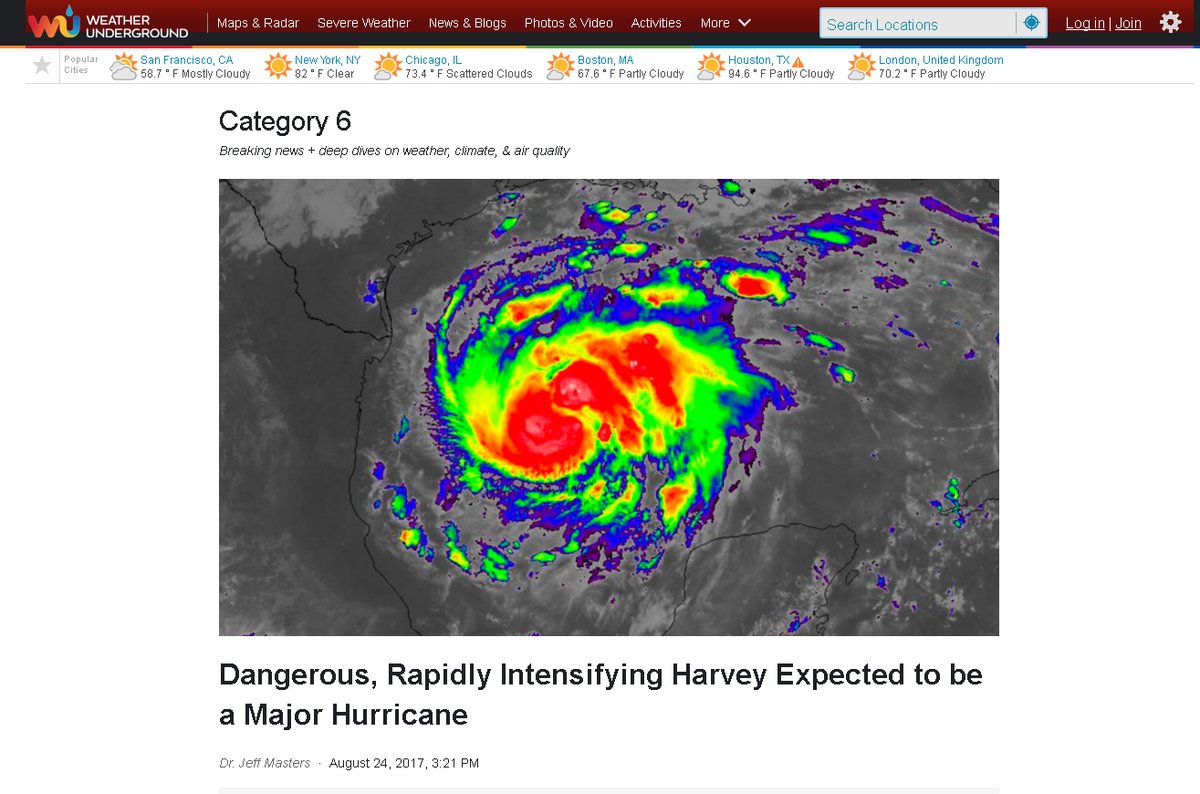 WEATHER
UNDERGROUND
Maps & Radar Severe Weather News & Blogs Photos & Video Activities More
Search Locations
Log in | Join
Popular
Cities
San Francisco, CA
58.7 ° F Mostly Cloudy
New York, NY
82 ° F Clear
Chicago, IL
73.4 ° F Scattered Clouds
Boston, MA
67.6 ° F Partly Cloudy
Houston, TX
94.6 ° F Partly Cloudy
London, United Kingdom
70.2 ° F Partly Cloudy
Category 6
Breaking news + deep dives on weather, climate, & air quality
Dangerous, Rapidly Intensifying Harvey Expected to be
a Major Hurricane
Dr. Jeff Masters · August 24, 2017, 3:21 PM